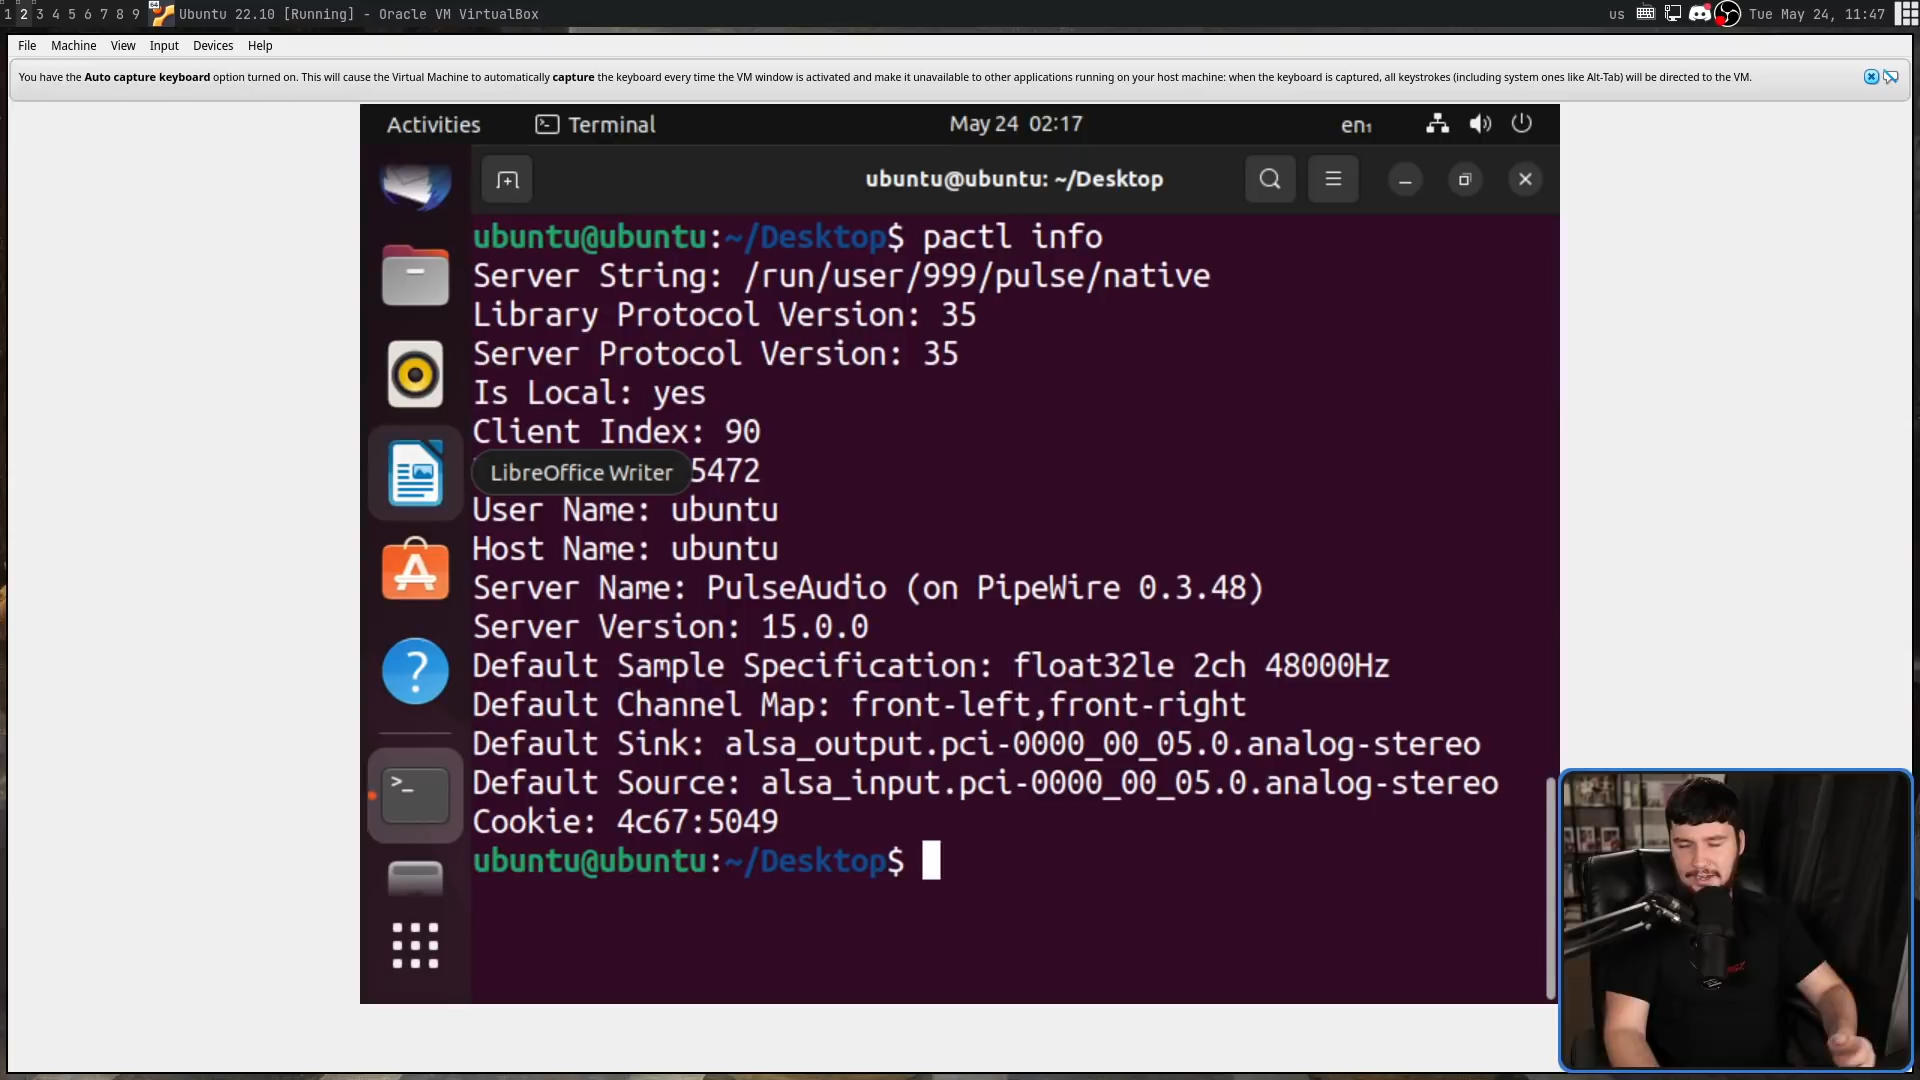 1 2 3 4 5 6 7 8 9 Ubuntu 22.10 [Running] - Oracle VM VirtualBox us Tue May 24, 11:47
File Machine View Input Devices Help
You have the Auto capture keyboard option turned on. This will cause the Virtual Machine to automatically capture the keyboard every time the VM window is activated and make it unavailable to other applications running on your host machine: when the keyboard is captured, all keystrokes (including system ones like Alt-Tab) will be directed to the VM.
Activities Terminal May 24 02:17 en₁
ubuntu@ubuntu: ~/Desktop
ubuntu@ubuntu:~/Desktop$ pactl info
Server String: /run/user/999/pulse/native
Library Protocol Version: 35
Server Protocol Version: 35
Is Local: yes
Client Index: 90
LibreOffice Writer 5472
User Name: ubuntu
Host Name: ubuntu
Server Name: PulseAudio (on PipeWire 0.3.48)
Server Version: 15.0.0
Default Sample Specification: float32le 2ch 48000Hz
Default Channel Map: front-left,front-right
Default Sink: alsa_output.pci-0000_00_05.0.analog-stereo
Default Source: alsa_input.pci-0000_00_05.0.analog-stereo
Cookie: 4c67:5049
ubuntu@ubuntu:~/Desktop$